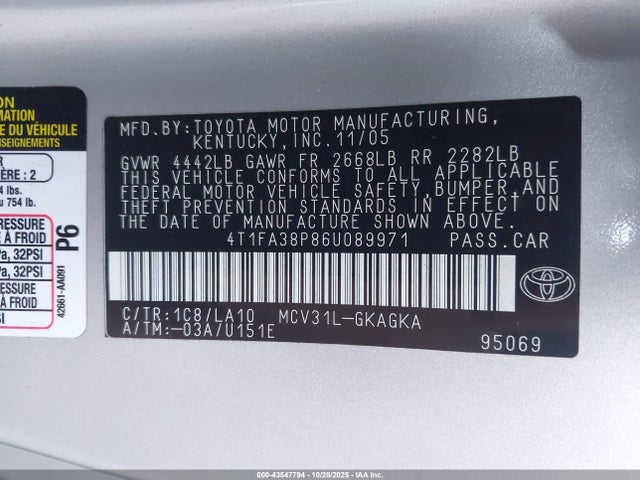 ON
RMATION
DU VÉHICULE
R
IÈRE : 2
4 lbs.
u 754 lb.
RESSURE
À FROID
Pa, 32PSI
Pa, 32PSI
RESSURE
À FROID
SI
P6
42661-AA091
MFD.BY:TOYOTA MOTOR MANUFACTURING,
KENTUCKY,INC.11/05
GVWR 4442LB GAWR FR 2668LB RR 2282LB
THIS VEHICLE CONFORMS TO ALL APPLICABLE
FEDERAL MOTOR VEHICLE SAFETY,BUMPER,AND
THEFT PREVENTION STANDARDS IN EFFECT ON
THE DATE OF MANUFACTURE SHOWN ABOVE.
4T1FA38P86U089971 PASS.CAR
C/TR:1C8/LA10 MCV31L-GKAGKA
A/TM:-03A/U151E
95069
000-43547794 - 10/28/2025 - IAA Inc.